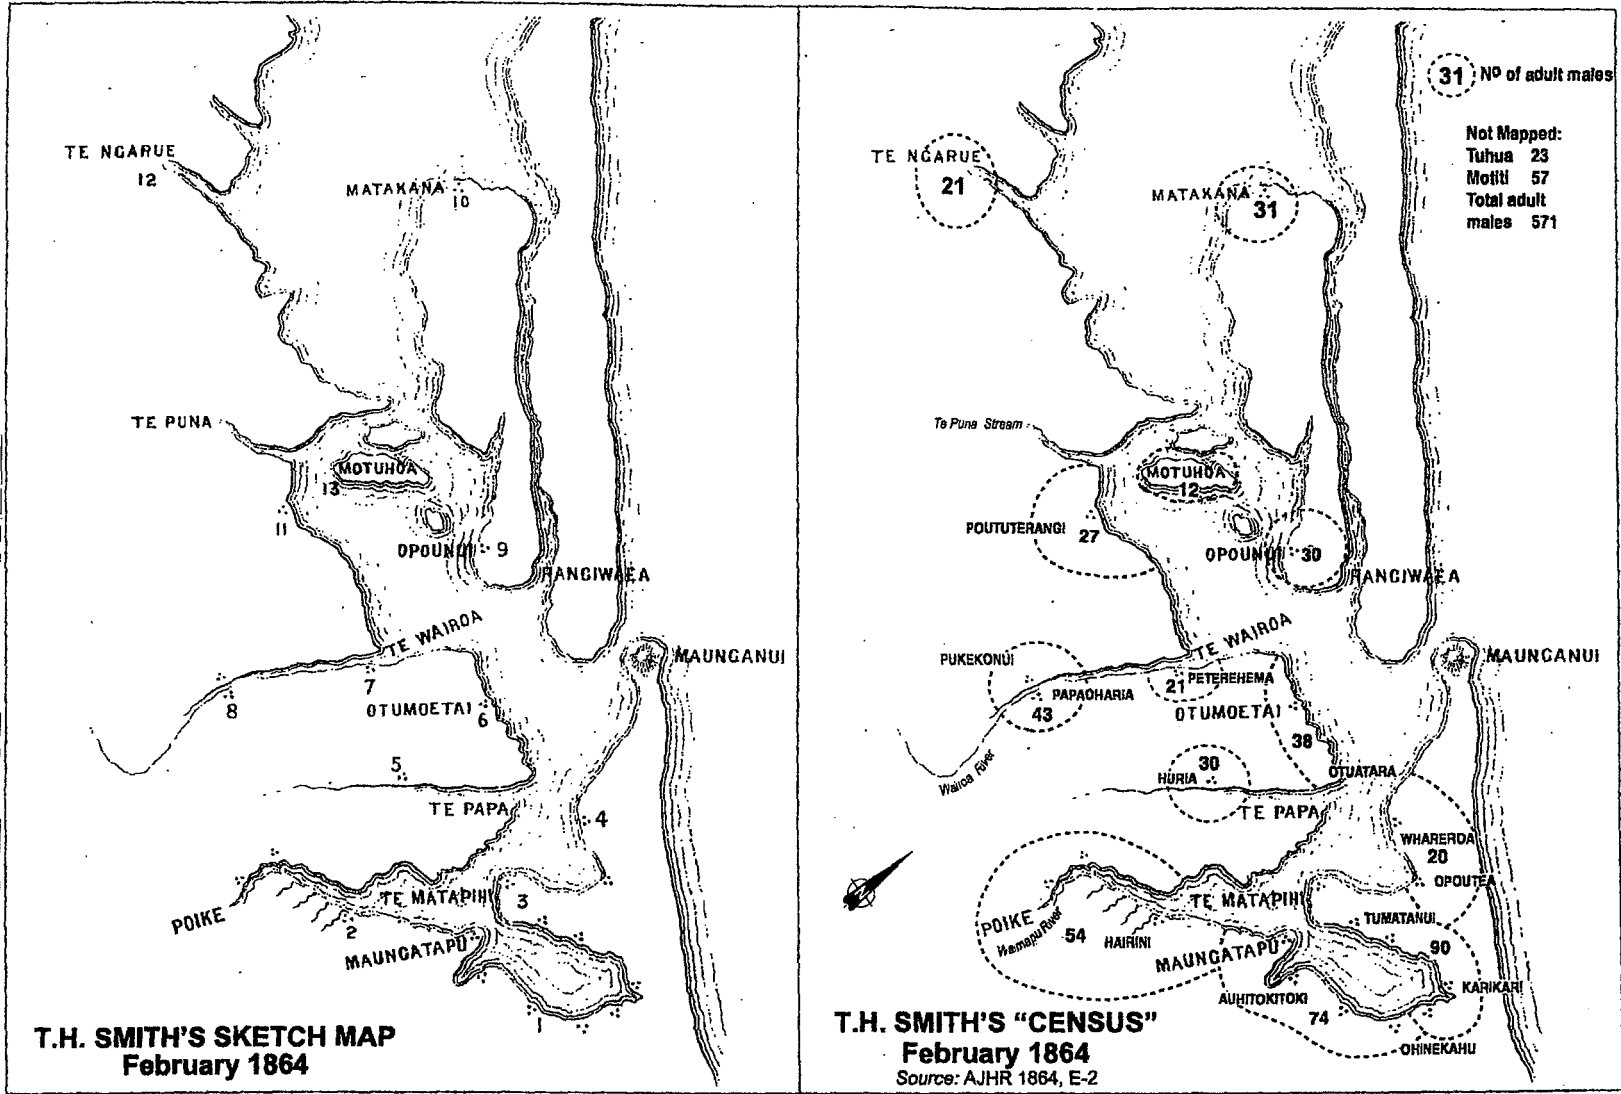 TE NGARUE
12
MATAKANA
10
TE PUNA
MOTUHOA
13
11
OPOUNUI
9
RANGIWAEA
TE WAIROA
MAUNGANUI
7
8
OTUMOETAI
6
5
TE PAPA
4
TE MATAPIHI
3
POIKE
2
MAUNGATAPU
1
T.H. SMITH'S SKETCH MAP
February 1864
31 Nº of adult males
Not Mapped:
Tuhua 23
Motiti 57
Total adult
males 571
TE NGARUE
21
MATAKANA
31
Te Puna Stream
MOTUHOA
12
POUTUTERANGI
27
OPOUNUI
30
RANGIWAEA
TE WAIROA
MAUNGANUI
PUKEKONUI
PAPAOHARIA
43
PETEREHEMA
21
OTUMOETAI
38
Wairoa River
30
HURIA
OTUATARA
TE PAPA
WHAREROA
20
OPOUTEA
TE MATAPIHI
TUMATANUI
POIKE
Waimapu River
54
HAIRINI
MAUNGATAPU
90
KARIKARI
AUHITOKITOKI
74
OHINEKAHU
T.H. SMITH'S "CENSUS"
February 1864
Source: AJHR 1864, E-2